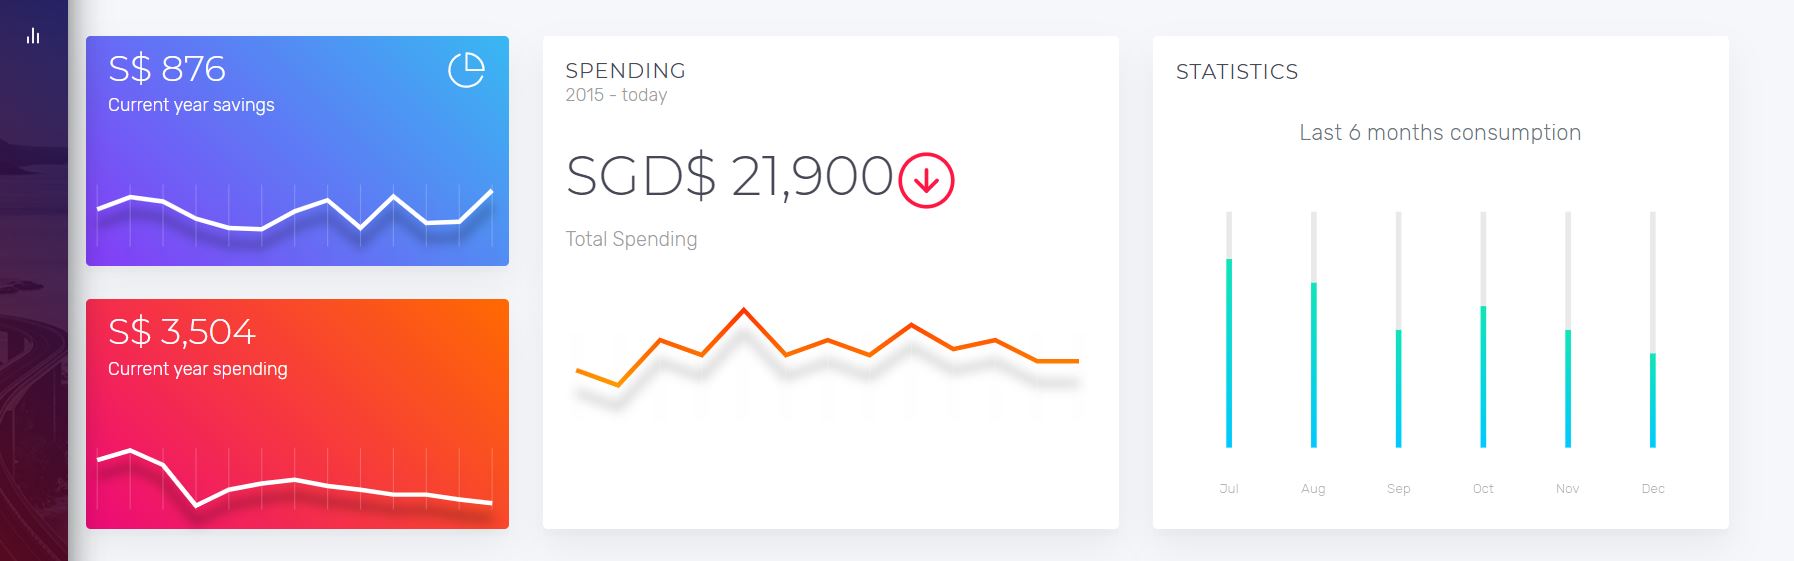 S$ 876
Current year savings
S$ 3,504
Current year spending
SPENDING
2015 - today
SGD$ 21,900
Total Spending
STATISTICS
Last 6 months consumption
Jul Aug Sep Oct Nov Dec